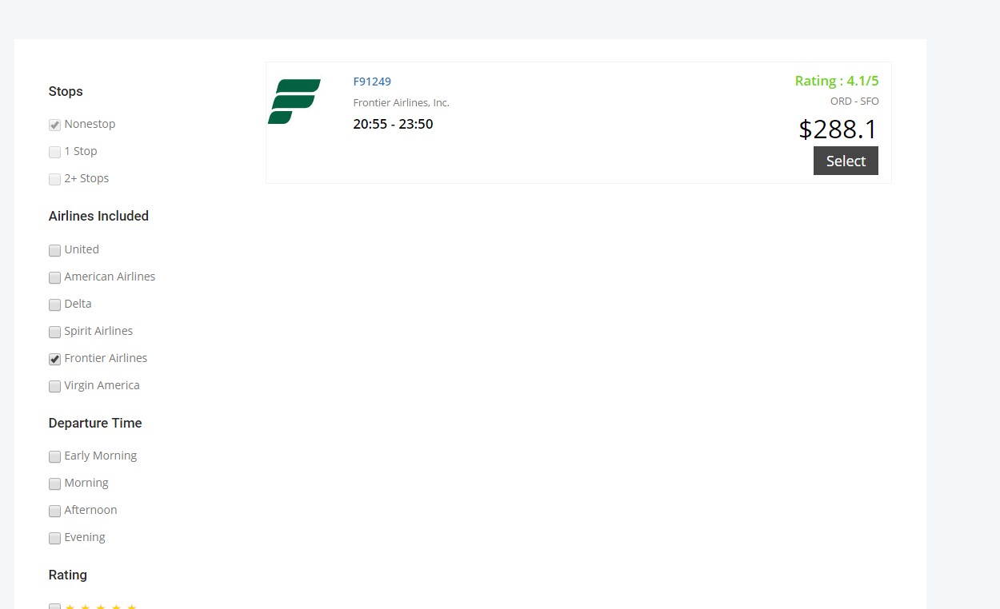 Stops
Nonestop
1 Stop
2+ Stops
Airlines Included
United
American Airlines
Delta
Spirit Airlines
Frontier Airlines
Virgin America
Departure Time
Early Morning
Morning
Afternoon
Evening
Rating
F91249
Frontier Airlines, Inc.
20:55 - 23:50
Rating : 4.1/5
ORD - SFO
$288.1
Select